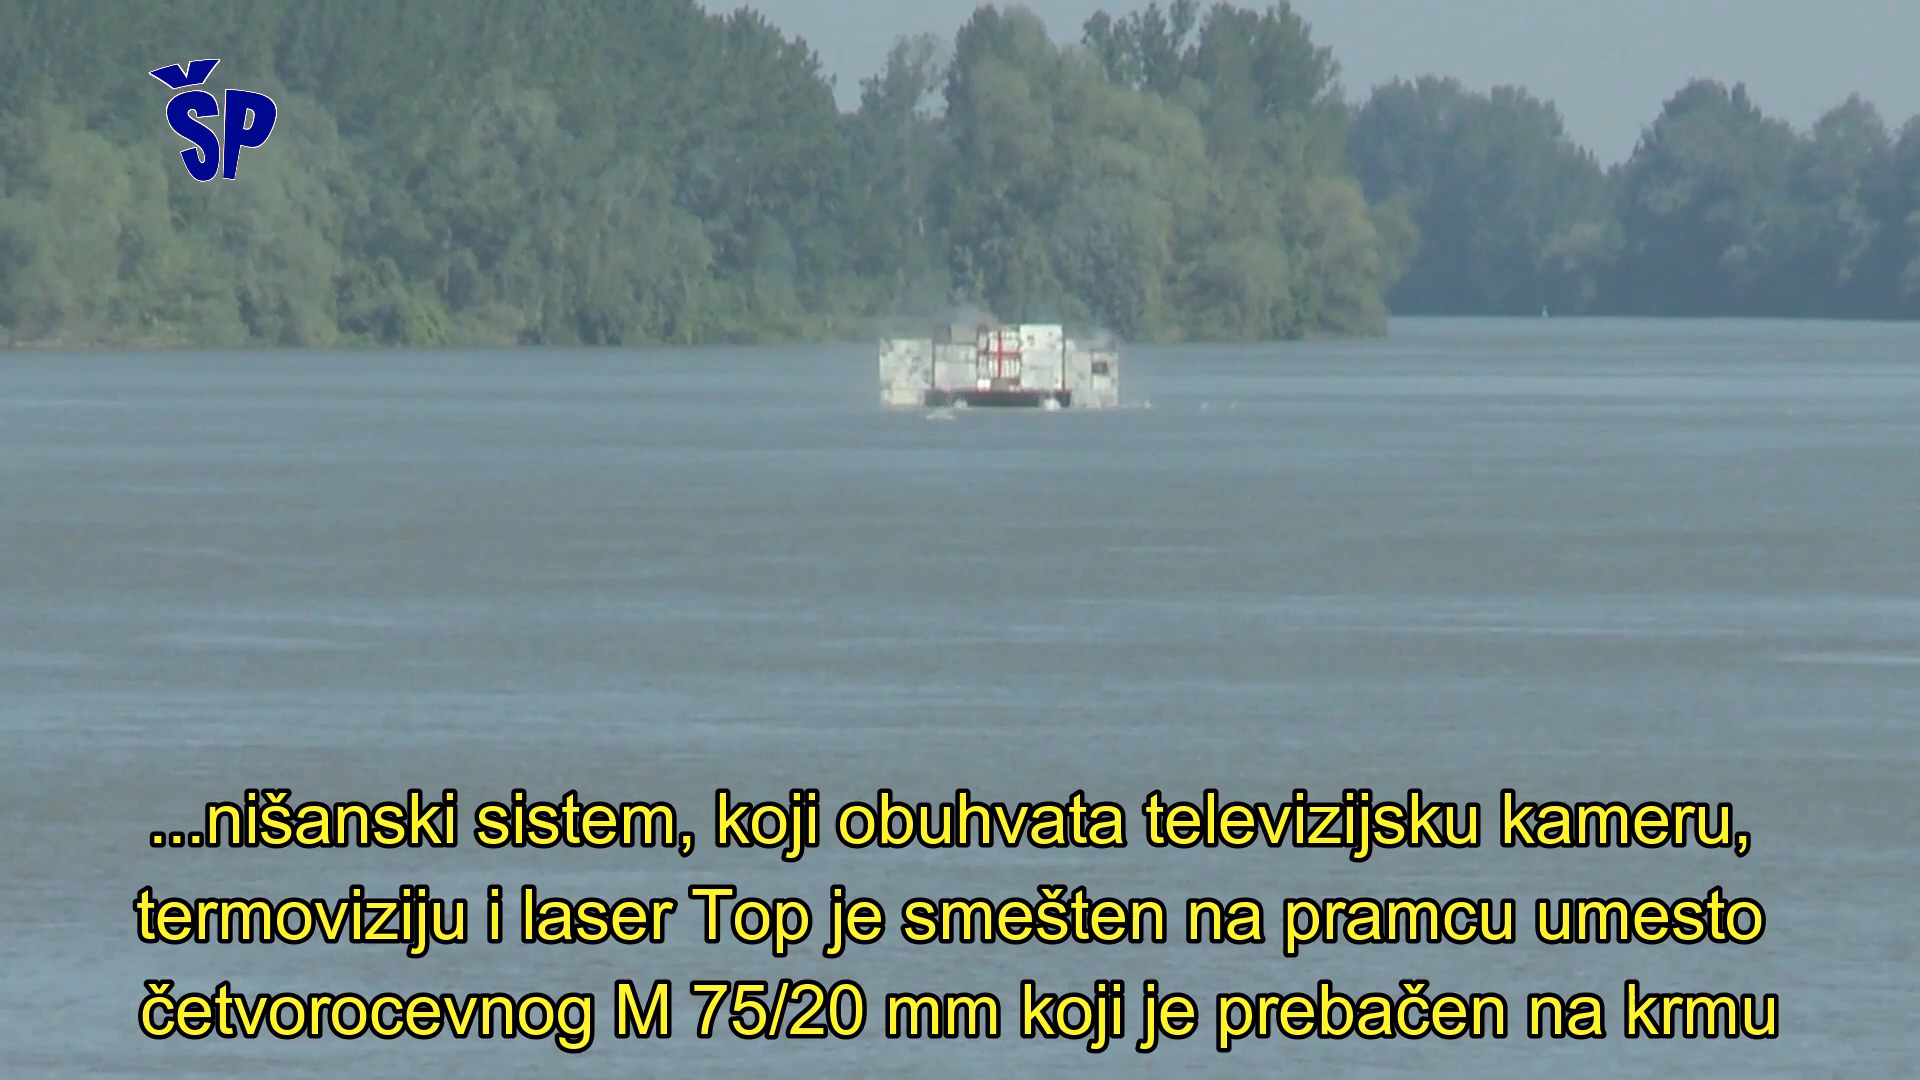 ŠP
...nišanski sistem, koji obuhvata televizijsku kameru,
termoviziju i laser Top je smešten na pramcu umesto
četvorocevnog M 75/20 mm koji je prebačen na krmu